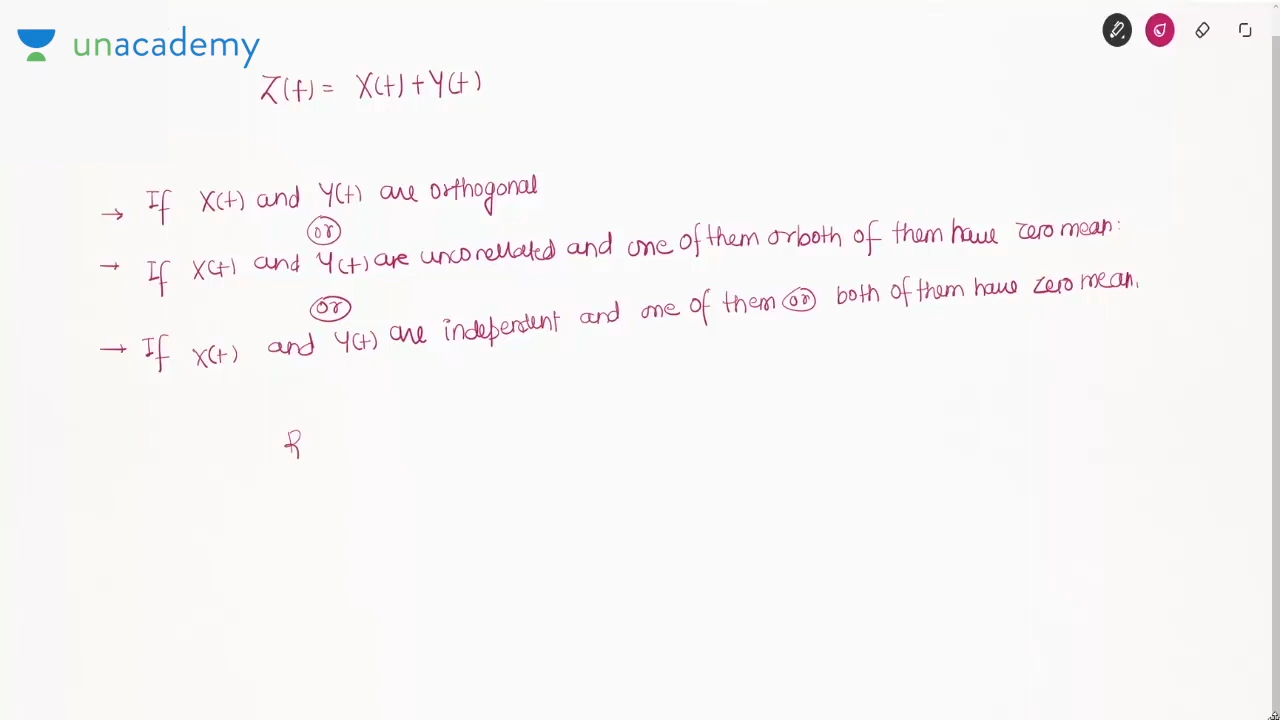 unacademy
Z(t) = X(t) + Y(t)
→ If X(t) and Y(t) are orthogonal
or
→ If X(t) and Y(t) are uncorellated and one of them or both of them have zero mean.
or
→ If X(t) and Y(t) are independent and one of them or both of them have zero mean.
R